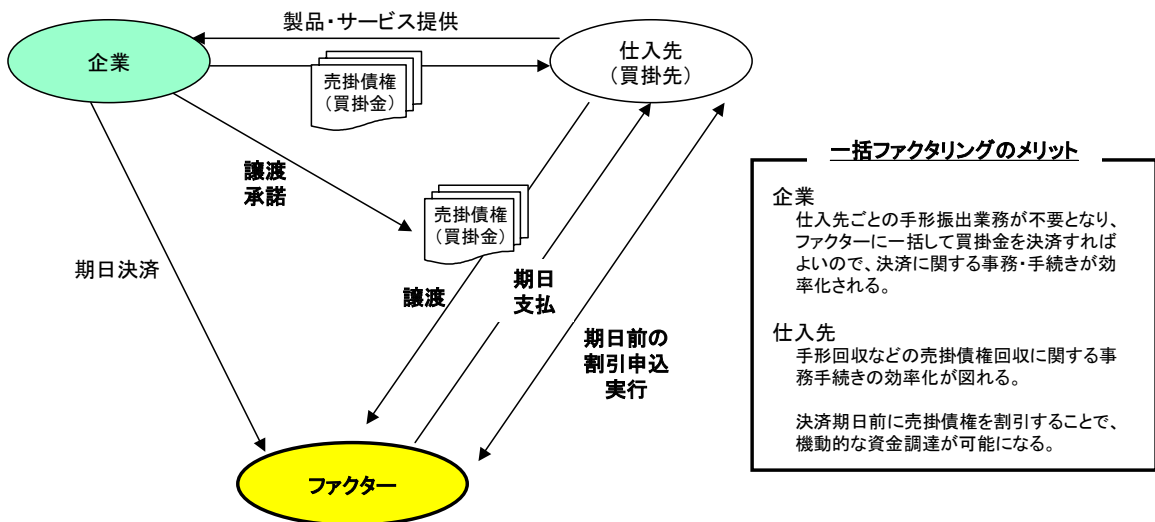 製品・サービス提供
企業
仕入先
（買掛先）
売掛債権
（買掛金）
譲渡
承諾
売掛債権
（買掛金）
期日決済
譲渡
期日
支払
期日前の
割引申込
実行
ファクター
一括ファクタリングのメリット
企業
仕入先ごとの手形振出業務が不要となり、
ファクターに一括して買掛金を決済すれば
よいので、決済に関する事務・手続きが効
率化される。
仕入先
手形回収などの売掛債権回収に関する事
務手続きの効率化が図れる。
決済期日前に売掛債権を割引することで、
機動的な資金調達が可能になる。